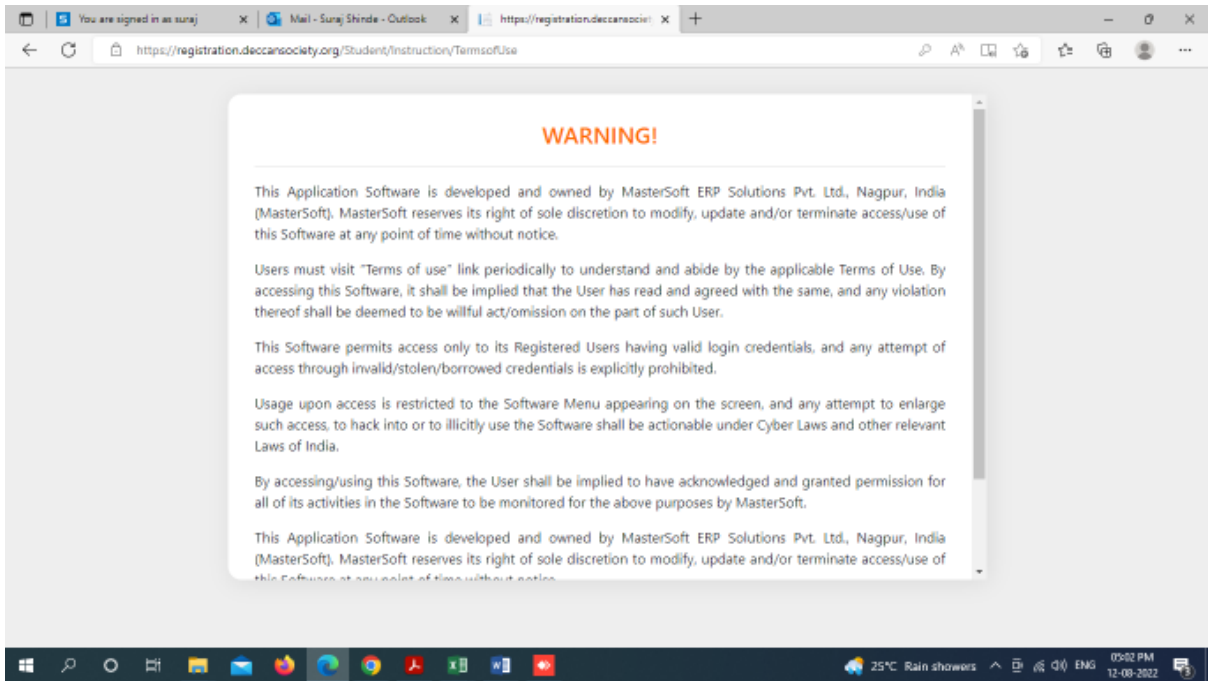 You are signed in as suraj
Mail - Suraj Shinde - Outlook
https://registration.deccansociet
https://registration.deccansociety.org/Student/Instruction/TermsofUse
WARNING!
This Application Software is developed and owned by MasterSoft ERP Solutions Pvt. Ltd., Nagpur, India
(MasterSoft). MasterSoft reserves its right of sole discretion to modify, update and/or terminate access/use of
this Software at any point of time without notice.
Users must visit "Terms of use" link periodically to understand and abide by the applicable Terms of Use. By
accessing this Software, it shall be implied that the User has read and agreed with the same, and any violation
thereof shall be deemed to be willful act/omission on the part of such User.
This Software permits access only to its Registered Users having valid login credentials, and any attempt of
access through invalid/stolen/borrowed credentials is explicitly prohibited.
Usage upon access is restricted to the Software Menu appearing on the screen, and any attempt to enlarge
such access, to hack into or to illicitly use the Software shall be actionable under Cyber Laws and other relevant
Laws of India.
By accessing/using this Software, the User shall be implied to have acknowledged and granted permission for
all of its activities in the Software to be monitored for the above purposes by MasterSoft.
This Application Software is developed and owned by MasterSoft ERP Solutions Pvt. Ltd., Nagpur, India
(MasterSoft). MasterSoft reserves its right of sole discretion to modify, update and/or terminate access/use of
this Software at any point of time without notice.
25°C Rain showers
ENG
05:02 PM
12-08-2022